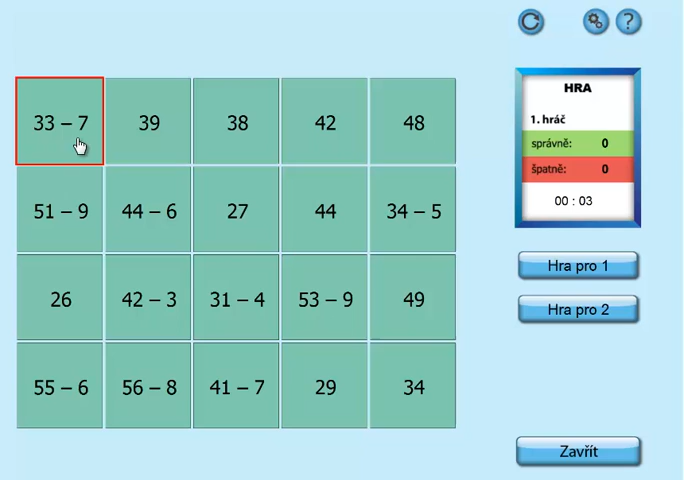 ?
33 – 7 39 38 42 48
51 – 9 44 – 6 27 44 34 – 5
26 42 – 3 31 – 4 53 – 9 49
55 – 6 56 – 8 41 – 7 29 34
HRA
1. hráč
správně: 0
špatně: 0
00 : 03
Hra pro 1
Hra pro 2
Zavřít